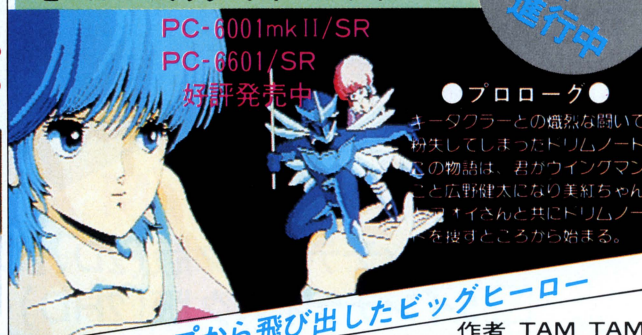 進行中
PC-6001mkII/SR
PC-6601/SR
好評発売中
●プロローグ●
キータクラーとの熾烈な闘いで
紛失してしまったドリムノート
この物語は、君がウイングマン
こと広野健太になり美紅ちゃん
アオイさんと共にドリムノー
トを捜すところから始まる。
から飛び出したビッグヒーロー
作者 TAM TAM